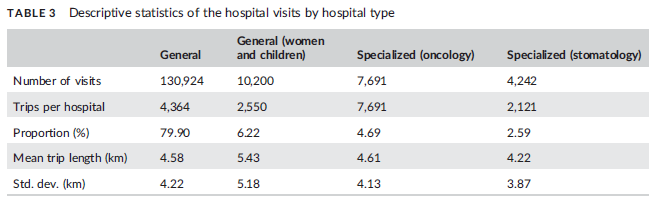 TABLE 3 Descriptive statistics of the hospital visits by hospital type
General General (women and children) Specialized (oncology) Specialized (stomatology)
Number of visits 130,924 10,200 7,691 4,242
Trips per hospital 4,364 2,550 7,691 2,121
Proportion (%) 79.90 6.22 4.69 2.59
Mean trip length (km) 4.58 5.43 4.61 4.22
Std. dev. (km) 4.22 5.18 4.13 3.87